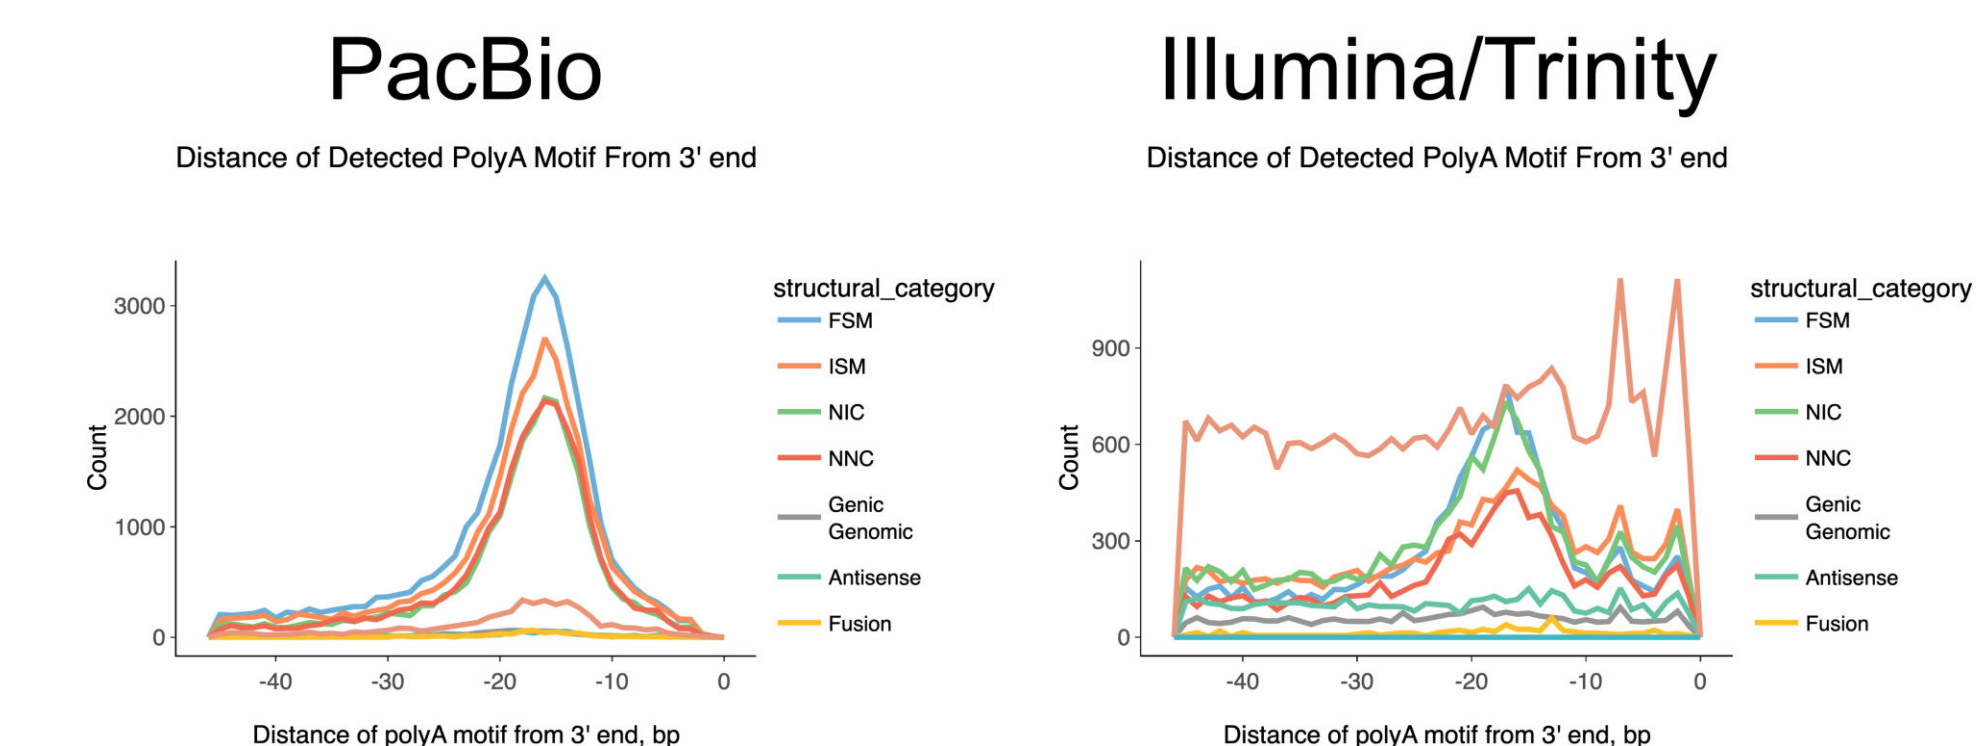 PacBio
Distance of Detected PolyA Motif From 3' end
3000
2000
1000
0
Count
-40
-30
-20
-10
0
Distance of polyA motif from 3' end, bp
structural_category
FSM
ISM
NIC
NNC
Genic
Genomic
Antisense
Fusion
Illumina/Trinity
Distance of Detected PolyA Motif From 3' end
900
600
300
0
Count
-40
-30
-20
-10
0
Distance of polyA motif from 3' end, bp
structural_category
FSM
ISM
NIC
NNC
Genic
Genomic
Antisense
Fusion